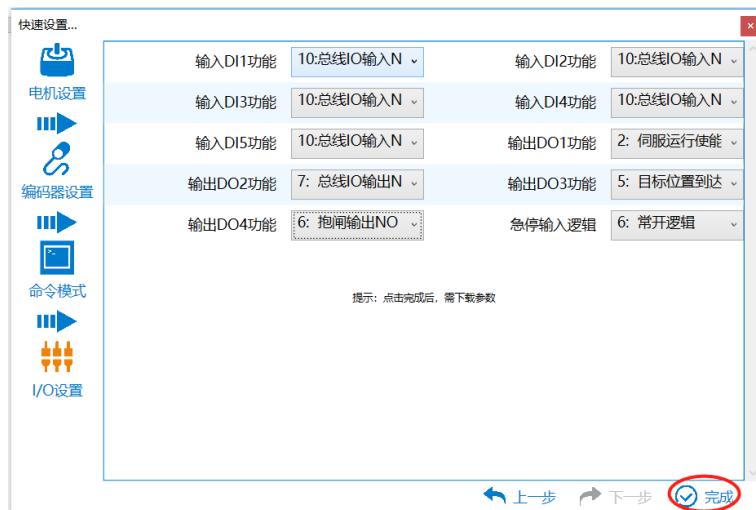 快速设置...
电机设置
编码器设置
命令模式
I/O设置
输入DI1功能 10:总线IO输入N 输入DI2功能 10:总线IO输入N
输入DI3功能 10:总线IO输入N 输入DI4功能 10:总线IO输入N
输入DI5功能 10:总线IO输入N 输出DO1功能 2: 伺服运行使能
输出DO2功能 7: 总线IO输出N 输出DO3功能 5: 目标位置到达
输出DO4功能 6: 抱闸输出NO 急停输入逻辑 6: 常开逻辑
提示: 点击完成后, 需下载参数
上一步 下一步 完成